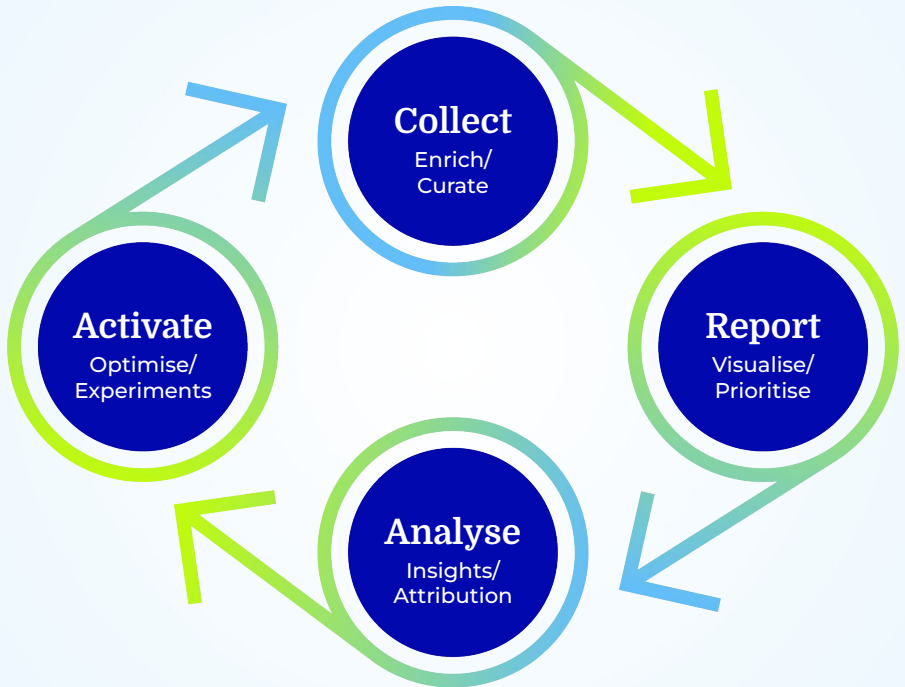 Collect
Enrich/
Curate
Report
Visualise/
Prioritise
Analyse
Insights/
Attribution
Activate
Optimise/
Experiments